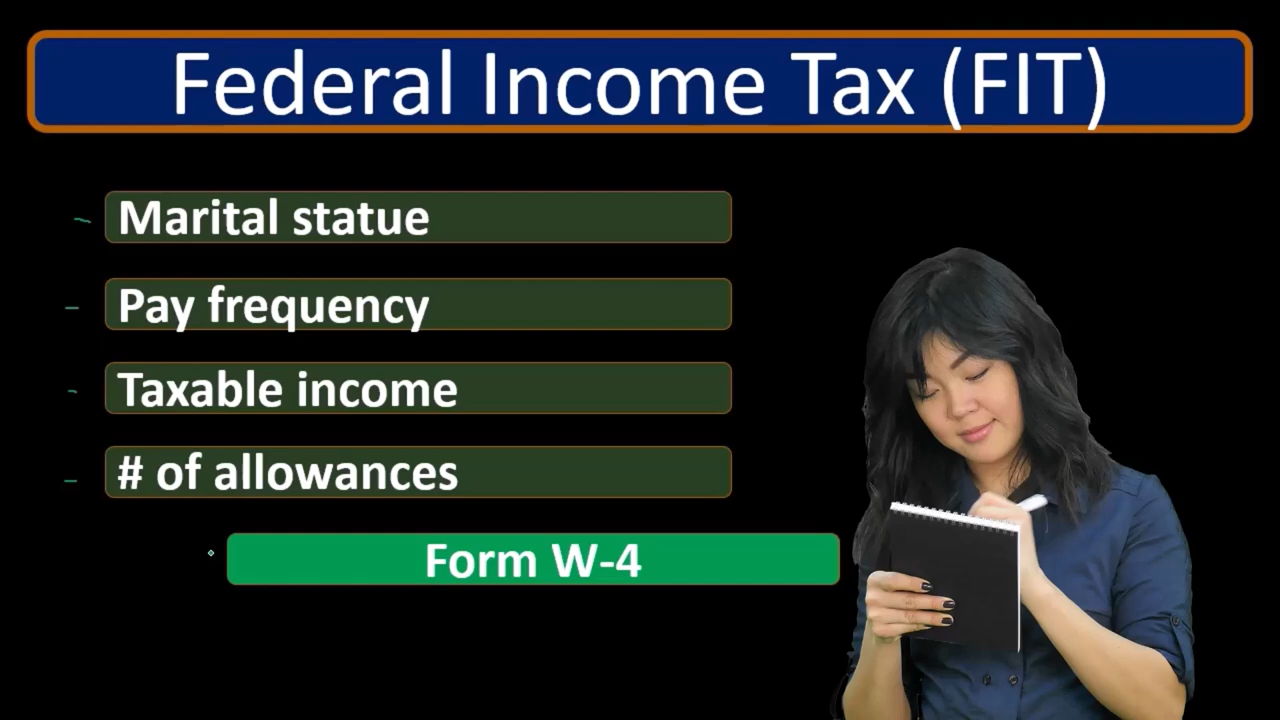 Federal Income Tax (FIT)
Marital statue
Pay frequency
Taxable income
# of allowances
Form W-4